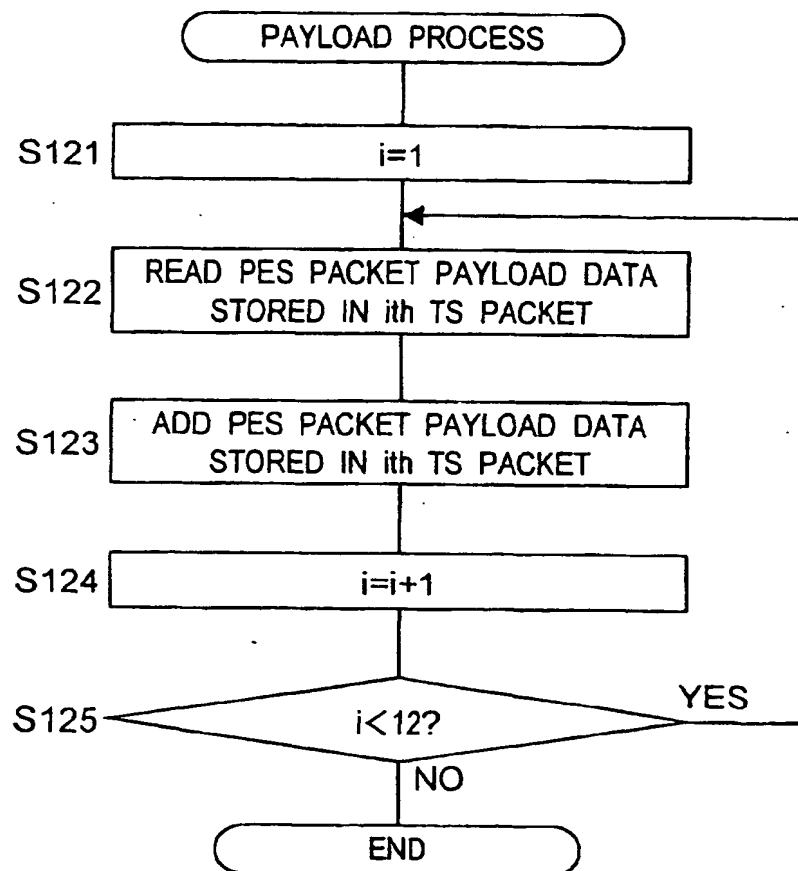 PAYLOAD PROCESS
S121
i=1
S122
READ PES PACKET PAYLOAD DATA
STORED IN ith TS PACKET
S123
ADD PES PACKET PAYLOAD DATA
STORED IN ith TS PACKET
S124
i=i+1
S125
i<12?
YES
NO
END